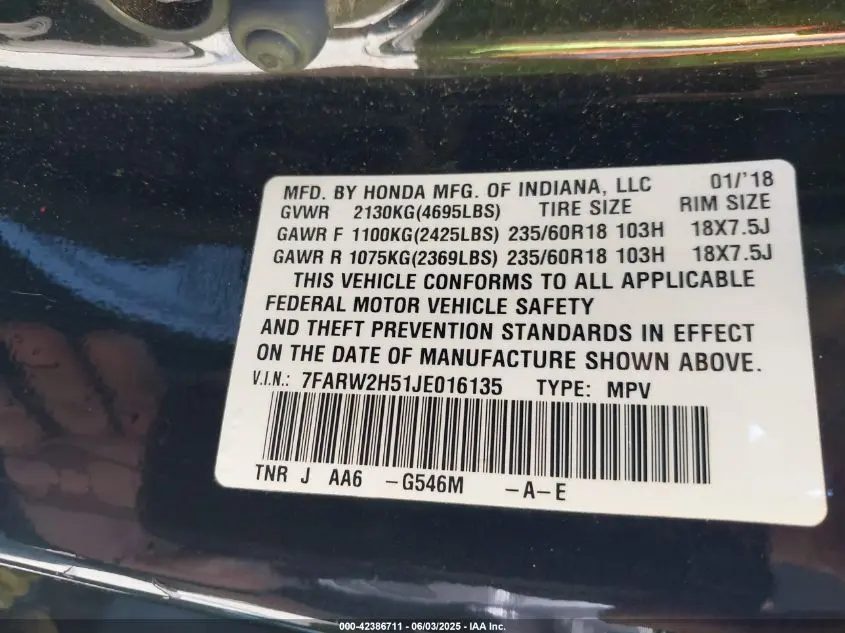 MFD. BY HONDA MFG. OF INDIANA, LLC 01/'18
GVWR 2130KG(4695LBS) TIRE SIZE RIM SIZE
GAWR F 1100KG(2425LBS) 235/60R18 103H 18X7.5J
GAWR R 1075KG(2369LBS) 235/60R18 103H 18X7.5J
THIS VEHICLE CONFORMS TO ALL APPLICABLE
FEDERAL MOTOR VEHICLE SAFETY
AND THEFT PREVENTION STANDARDS IN EFFECT
ON THE DATE OF MANUFACTURE SHOWN ABOVE.
V.I.N.: 7FARW2H51JE016135 TYPE: MPV
TNR J AA6 -G546M -A-E
000-42386711 - 06/03/2025 - IAA Inc.